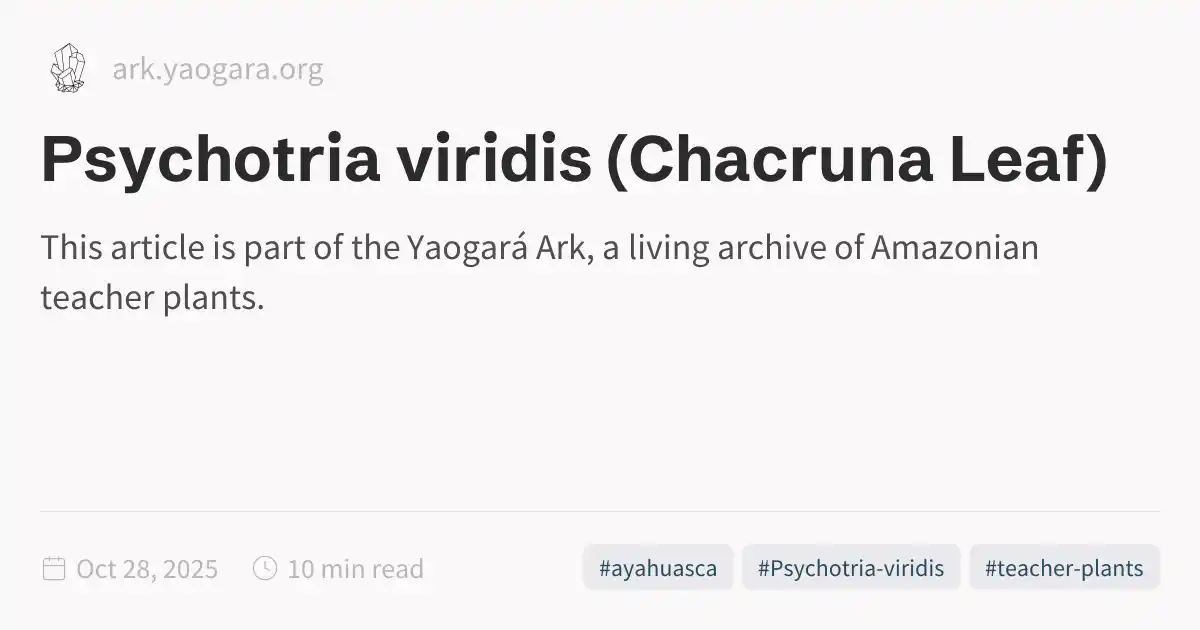 ark.yaogara.org
Psychotria viridis (Chacruna Leaf)
This article is part of the Yaogará Ark, a living archive of Amazonian
teacher plants.
Oct 28, 2025
10 min read
#ayahuasca
#Psychotria-viridis
#teacher-plants